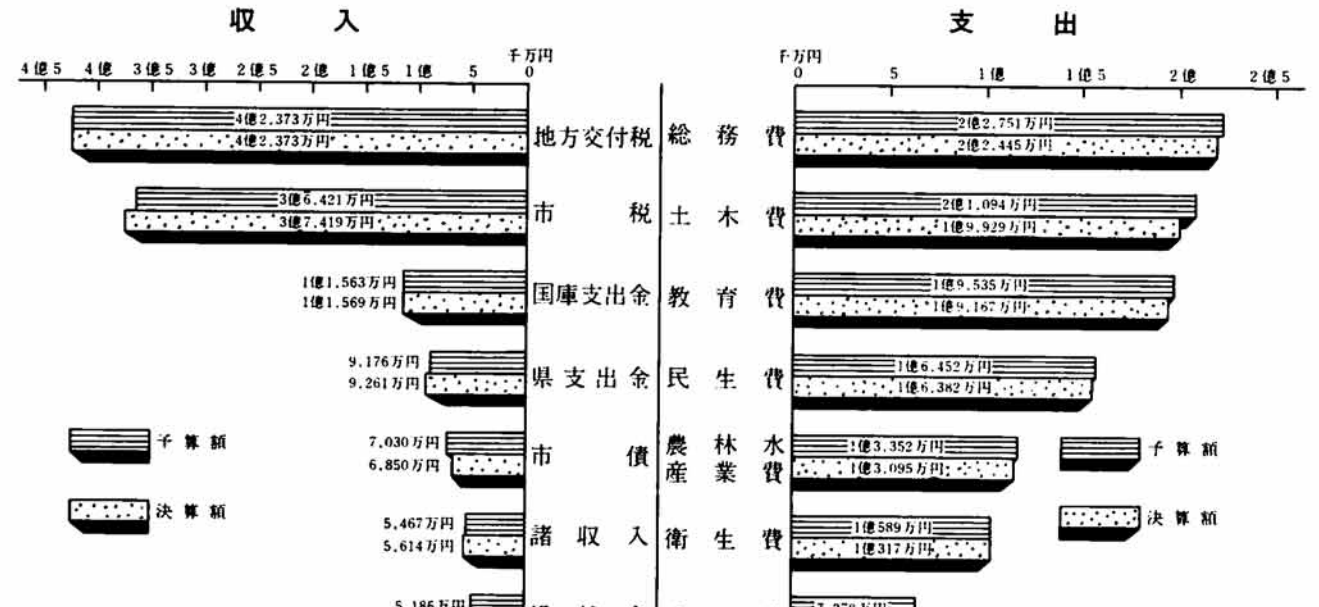 収入
支出
千万円
4億5 4億 3億5 3億 2億5 2億 1億5 1億 5 0
千万円
0 5 1億 1億5 2億 2億5
4億2.373万円
4億2.373万円
地方交付税
総務費
2億2.751万円
2億2.445万円
3億6.421万円
3億7.419万円
市税
土木費
2億1.094万円
1億9.929万円
1億1.563万円
1億1.569万円
国庫支出金
教育費
1億9.535万円
1億9.167万円
9.176万円
9.261万円
県支出金
民生費
1億6.452万円
1億6.382万円
予算額
7.030万円
6.850万円
市債
農林水
産業費
1億3.352万円
1億3.095万円
予算額
決算額
5.467万円
5.614万円
諸収入
衛生費
1億589万円
1億317万円
決算額
5.186万円